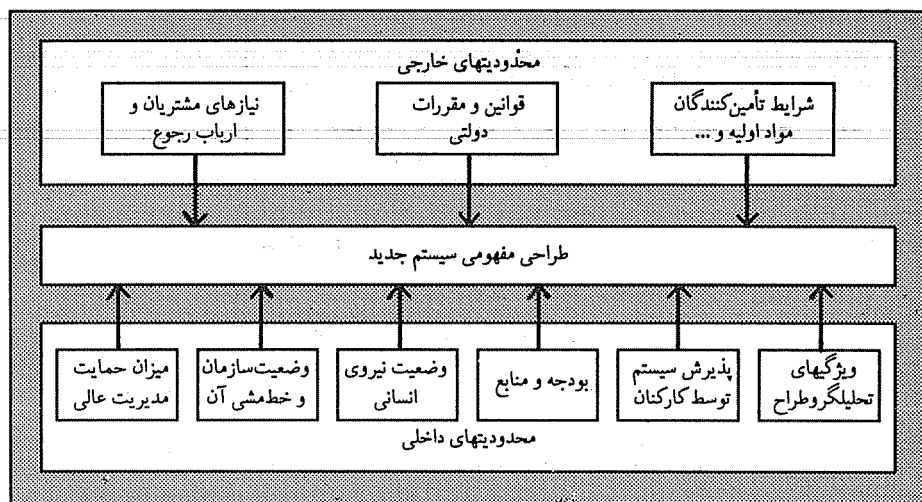 محدودیتهای خارجی
شرایط تأمین‌کنندگان
مواد اولیه و ...
قوانین و مقررات
دولتی
نیازهای مشتریان و
ارباب رجوع
طراحی مفهومی سیستم جدید
ویژگیهای
تحلیلگروطراح
پذیرش سیستم
توسط کارکنان
بودجه و منابع
وضعیت نیروی
انسانی
وضعیت‌سازمان
و خط‌مشی آن
میزان حمایت
مدیریت عالی
محدودیتهای داخلی